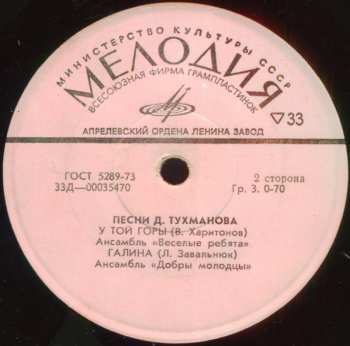 МИНИСТЕРСТВО КУЛЬТУРЫ СССР
МЕЛОДИЯ
ВСЕСОЮЗНАЯ ФИРМА ГРАМПЛАСТИНОК
▽33
АПРЕЛЕВСКИЙ ОРДЕНА ЛЕНИНА ЗАВОД
ГОСТ 5289-73
33Д—00035470
2 сторона
Гр. 3. 0-70
ПЕСНИ Д. ТУХМАНОВА
У ТОЙ ГОРЫ (В. Харитонов)
Ансамбль «Веселые ребята»
ГАЛИНА (Л. Завальнюк)
Ансамбль «Добры молодцы»